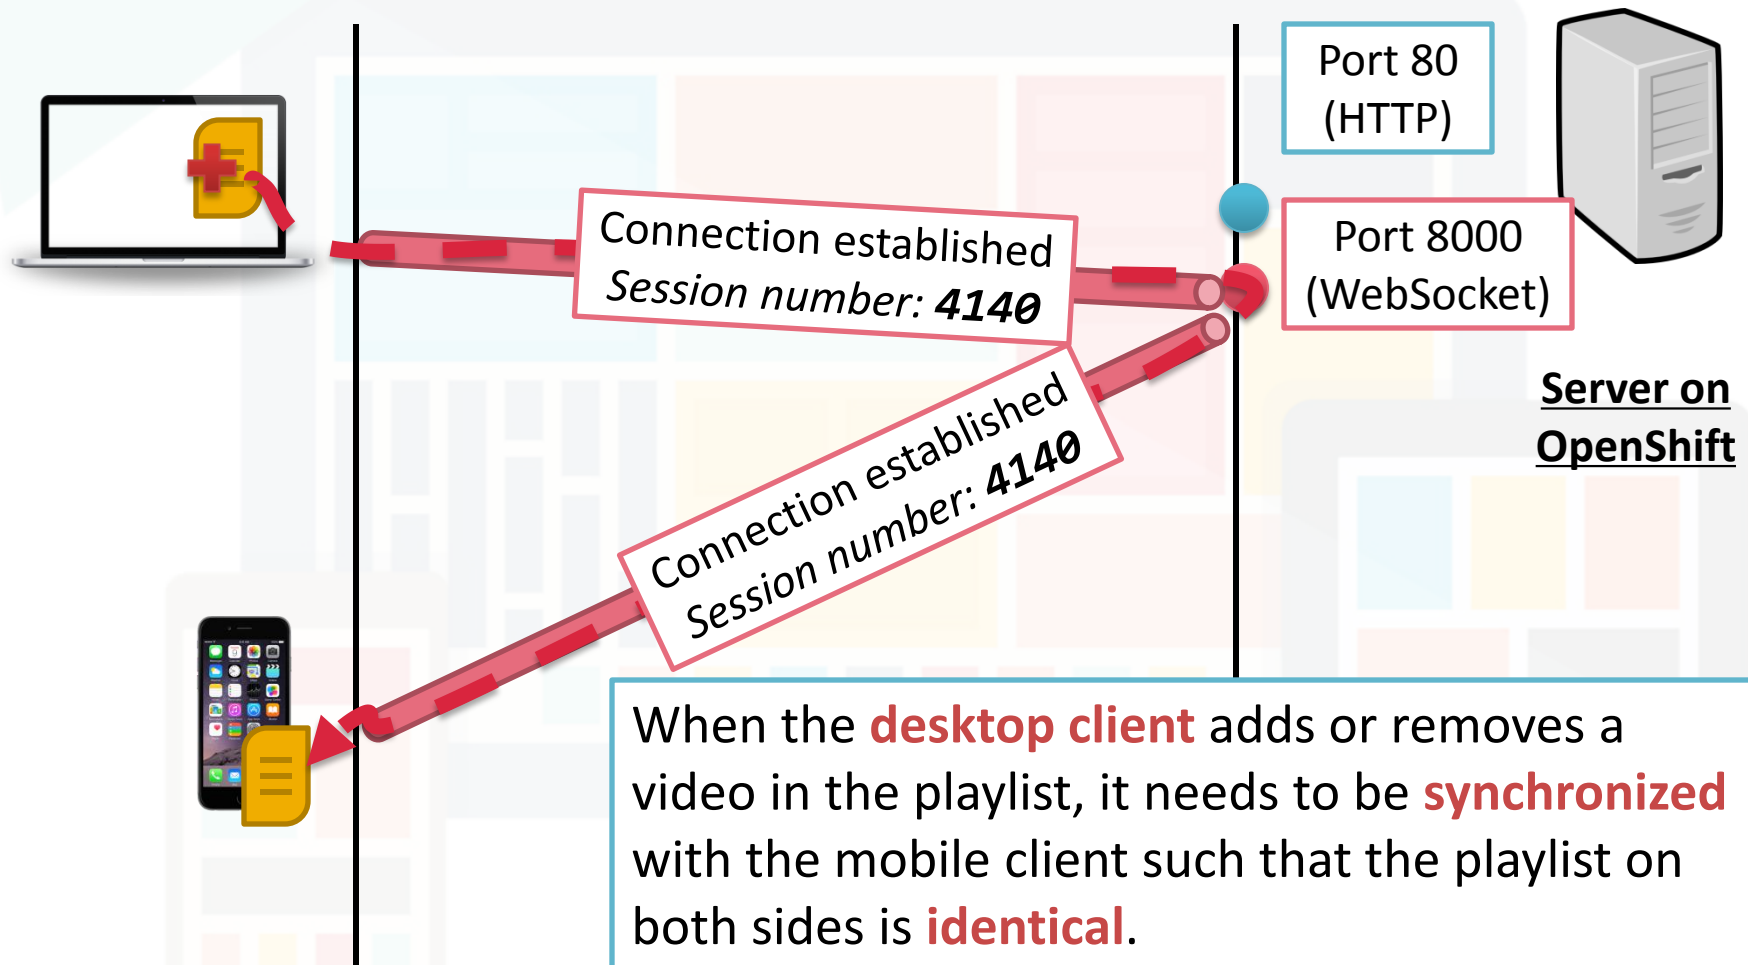 Port 80
(HTTP)
Connection established
Session number: 4140
Port 8000
(WebSocket)
Server on
OpenShift
Connection established
Session number: 4140
When the desktop client adds or removes a
video in the playlist, it needs to be synchronized
with the mobile client such that the playlist on
both sides is identical.